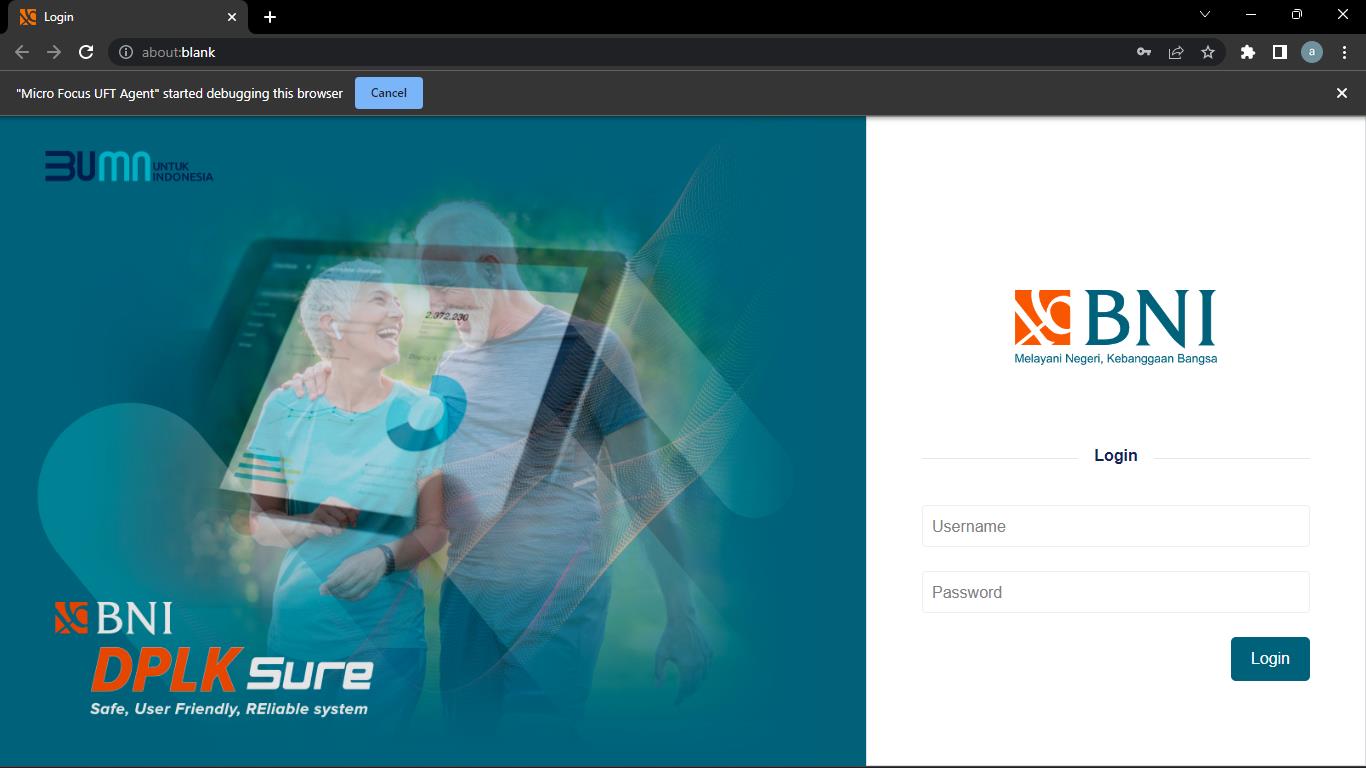 Login
about:blank
a
"Micro Focus UFT Agent" started debugging this browser
Cancel
BUMN
UNTUK
INDONESIA
2.372.230
BNI
Melayani Negeri, Kebanggaan Bangsa
Login
Username
Password
Login
BNI
DPLK Sure
Safe, User Friendly, REliable system